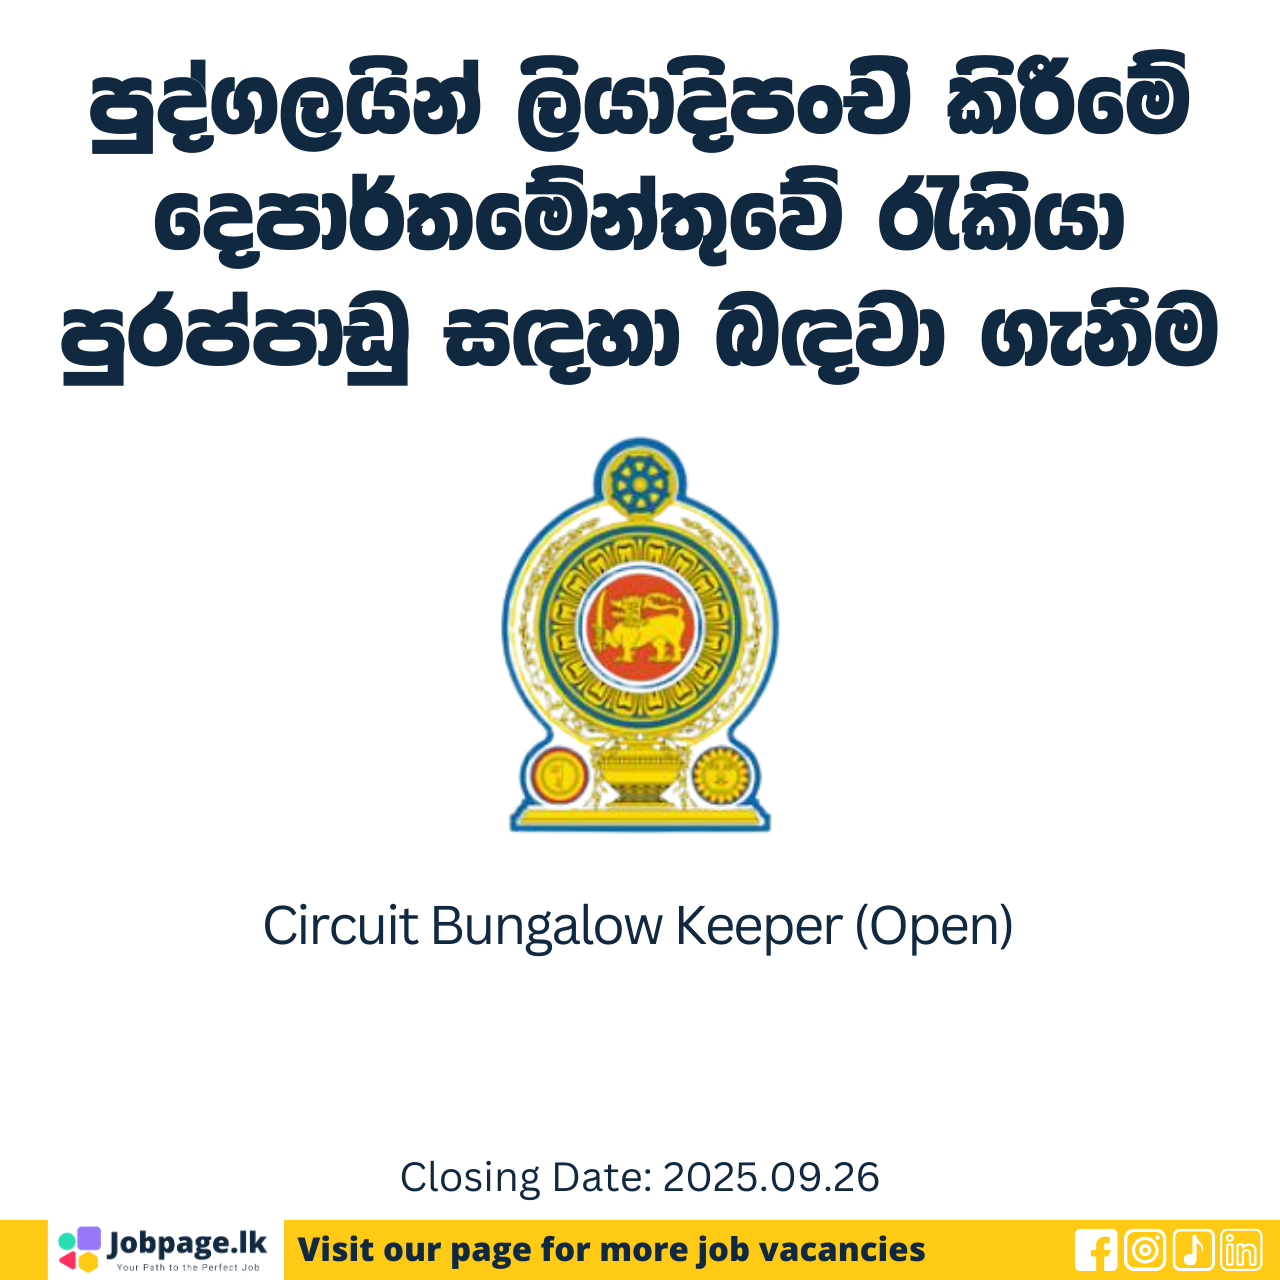 පුද්ගලයින් ලියාදිපංචි කිරීමේ
දෙපාර්තමේන්තුවේ රැකියා
පුරප්පාඩු සඳහා බඳවා ගැනීම
Circuit Bungalow Keeper (Open)
Closing Date: 2025.09.26
Jobpage.lk
Your Path to the Perfect Job
Visit our page for more job vacancies